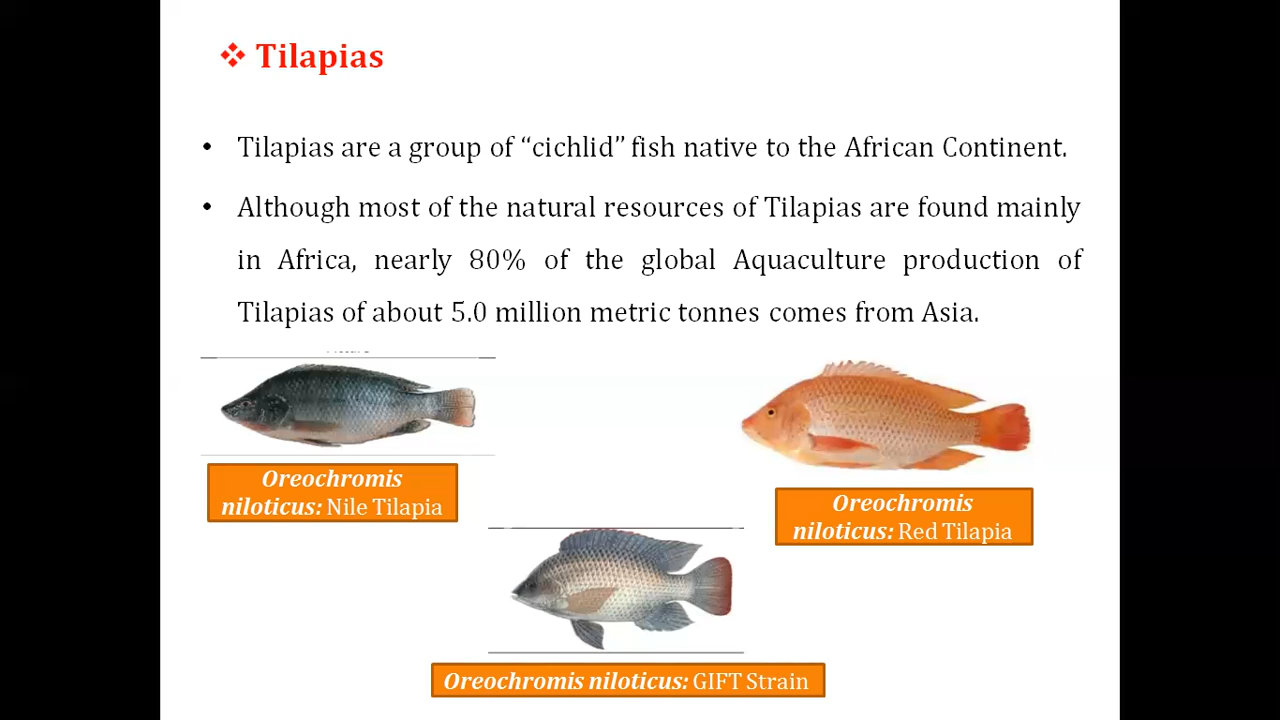 ❖ Tilapias
• Tilapias are a group of “cichlid” fish native to the African Continent.
• Although most of the natural resources of Tilapias are found mainly
in Africa, nearly 80% of the global Aquaculture production of
Tilapias of about 5.0 million metric tonnes comes from Asia.
Oreochromis
niloticus: Nile Tilapia
Oreochromis
niloticus: Red Tilapia
Oreochromis niloticus: GIFT Strain